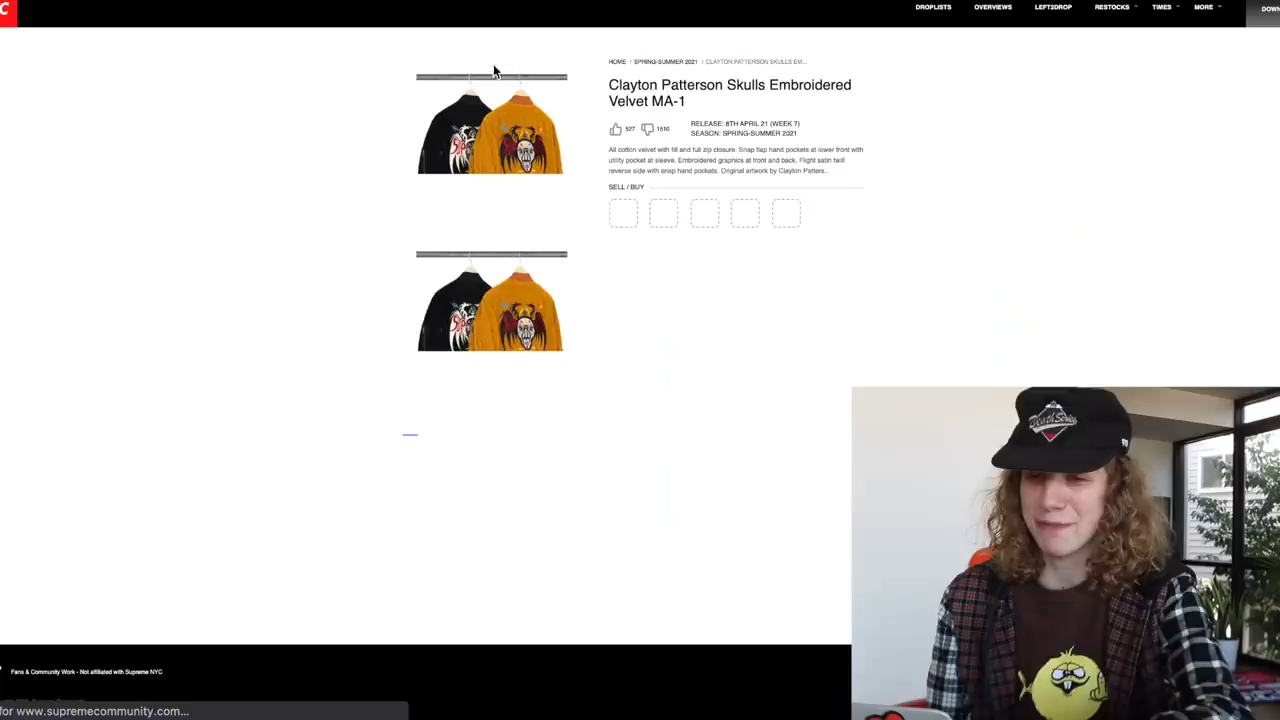 C
DROPLISTS
OVERVIEWS
LEFT2DROP
RESTOCKS
TIMES
MORE
DOWN
HOME / SPRING-SUMMER 2021 / CLAYTON PATTERSON SKULLS EM...
Clayton Patterson Skulls Embroidered
Velvet MA-1
527
1510
RELEASE: 8TH APRIL 21 (WEEK 7)
SEASON: SPRING-SUMMER 2021
All cotton velvet with fill and full zip closure. Snap flap hand pockets at lower front with
utility pocket at sleeve. Embroidered graphics at front and back. Flight satin twill
reverse side with snap hand pockets. Original artwork by Clayton Patters..
SELL / BUY
Fans & Community Work - Not affiliated with Supreme NYC
for www.supremecommunity.com...